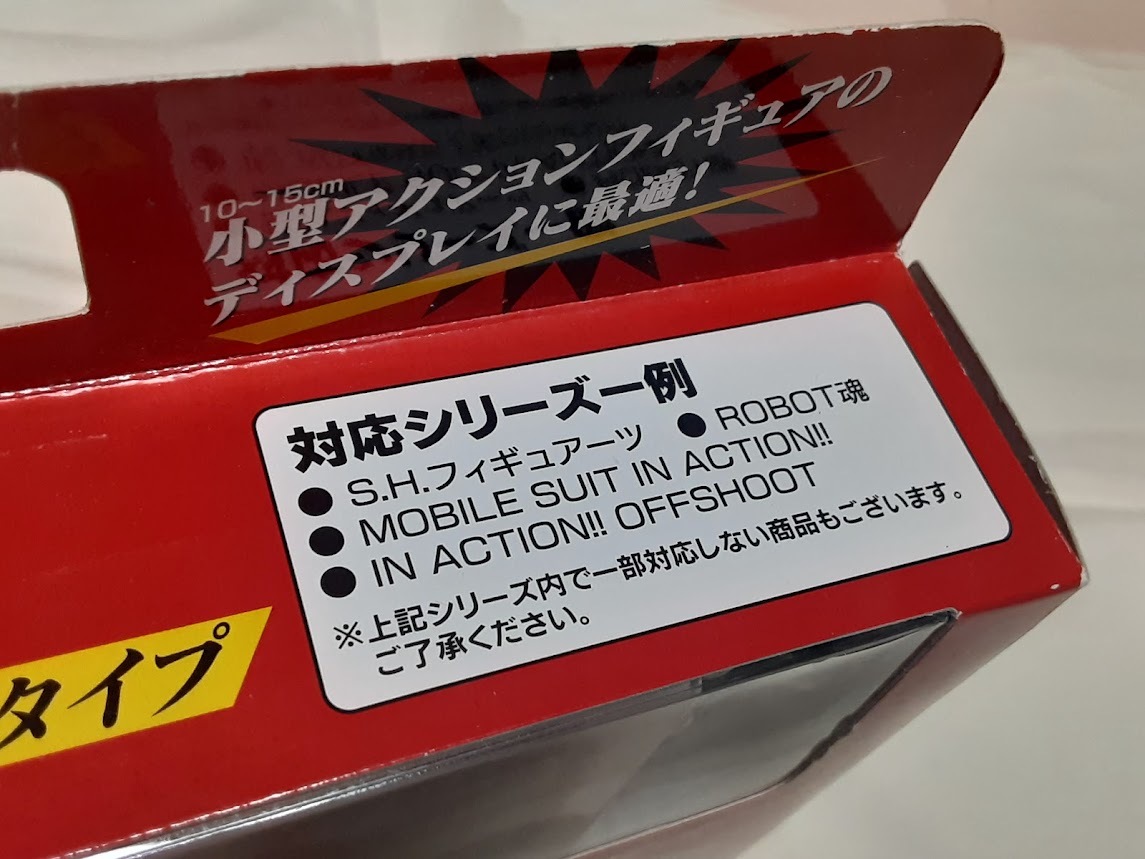 10～15cm
小型アクションフィギュアの
ディスプレイに最適！
対応シリーズ一例
● S.H.フィギュアーツ ● ROBOT魂
● MOBILE SUIT IN ACTION!!
● IN ACTION!! OFFSHOOT
※上記シリーズ内で一部対応しない商品もございます。
ご了承ください。
タイプ